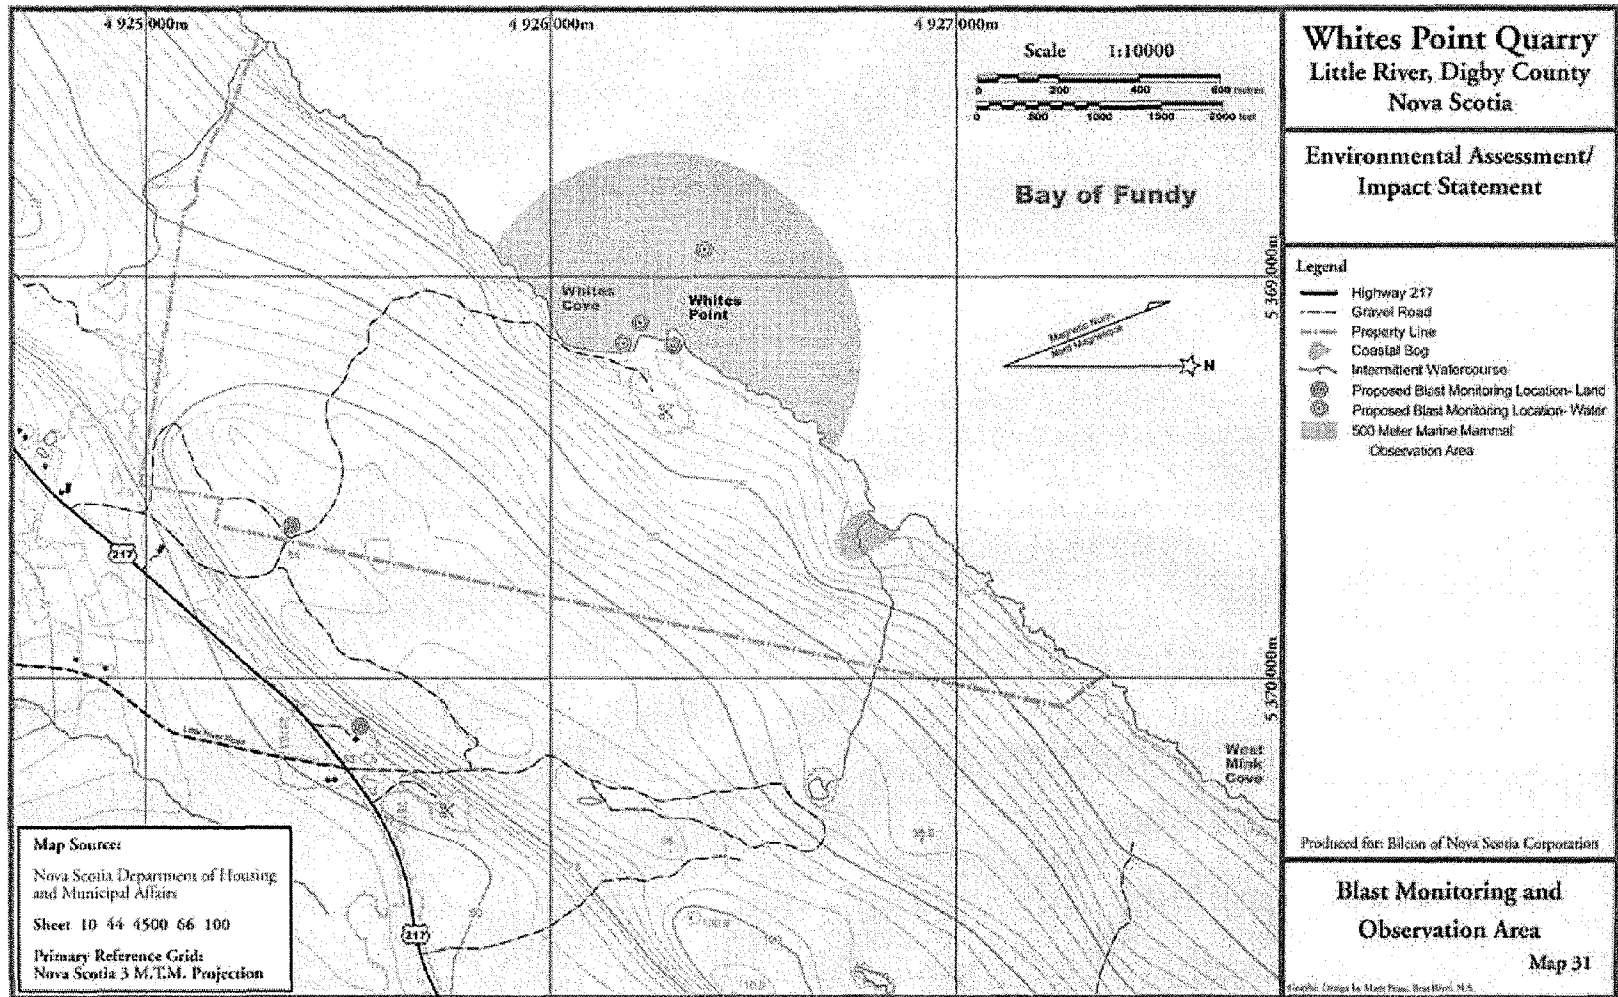 4 925 000m
4 926 000m
4 927 000m
Scale 1:10000
0 200 400 600 metres
0 500 1000 1500 2000 feet
Bay of Fundy
5 369 000m
Whites
Cove
Whites
Point
Magnetic North
Nord Magnetique
N
217
5 370 000m
West
Mink
Cove
217
Map Source:
Nova Scotia Department of Housing
and Municipal Affairs
Sheet 10 44 4500 66 100
Primary Reference Grid:
Nova Scotia 3 M.T.M. Projection
Whites Point Quarry
Little River, Digby County
Nova Scotia
Environmental Assessment/
Impact Statement
Legend
Highway 217
Gravel Road
Property Line
Coastal Bog
Intermittent Watercourse
Proposed Blast Monitoring Location- Land
Proposed Blast Monitoring Location- Water
500 Meter Marine Mammal
Observation Area
Produced for: Bilcon of Nova Scotia Corporation
Blast Monitoring and
Observation Area
Map 31